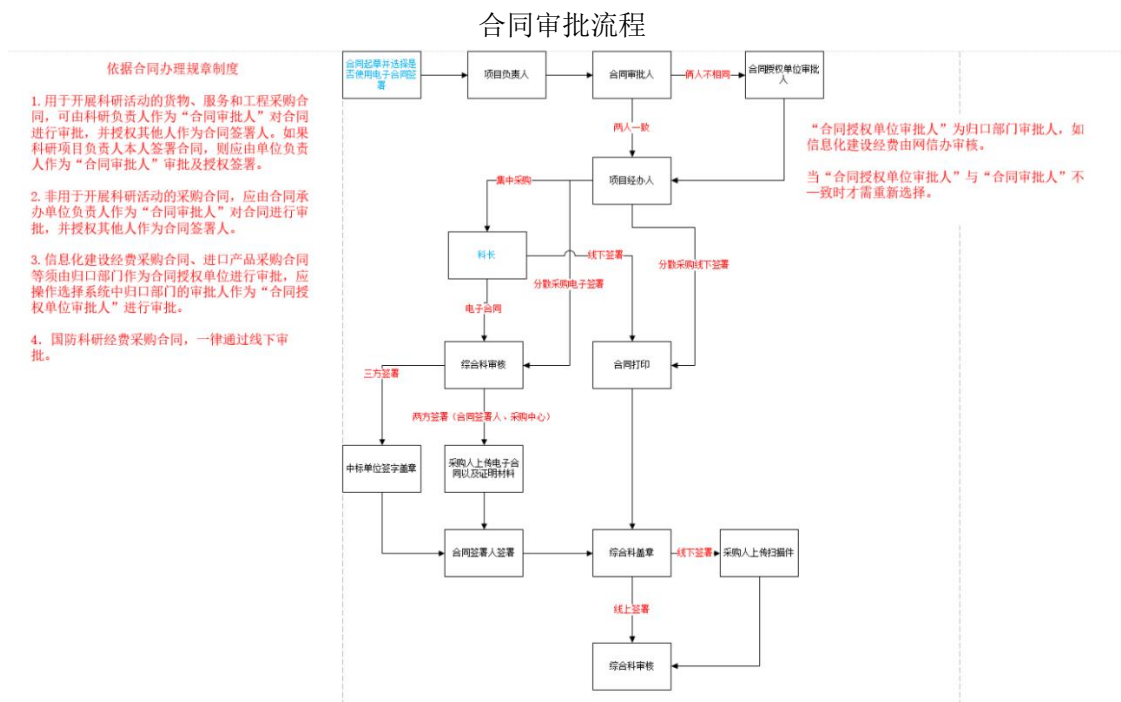 合同审批流程
依据合同办理规章制度
1. 用于开展科研活动的货物、服务和工程采购合
同，可由科研负责人作为“合同审批人”对合同
进行审批，并授权其他人作为合同签署人。如果
科研项目负责人本人签署合同，则应由单位负责
人作为“合同审批人”审批及授权签署。
2. 非用于开展科研活动的采购合同，应由合同承
办单位负责人作为“合同审批人”对合同进行审
批，并授权其他人作为合同签署人。
3. 信息化建设经费采购合同、进口产品采购合同
等须由归口部门作为合同授权单位进行审批，应
操作选择系统中归口部门的审批人作为“合同授
权单位审批人”进行审批。
4. 国防科研经费采购合同，一律通过线下审
批。
合同起草并选择是
否使用电子合同签
署
项目负责人
合同审批人
俩人不相同
合同授权单位审批
人
两人一致
“合同授权单位审批人”为归口部门审批人，如
信息化建设经费由网信办审核。
当“合同授权单位审批人”与“合同审批人”不
一致时才需重新选择。
集中采购
项目经办人
科长
线下签署
分散采购线下签署
分散采购电子签署
电子合同
综合科审核
合同打印
三方签署
两方签署（合同签署人、采购中心）
中标单位签字盖章
采购人上传电子合
同以及证明材料
合同签署人签署
综合科盖章
线下签署
采购人上传扫描件
线上签署
综合科审核